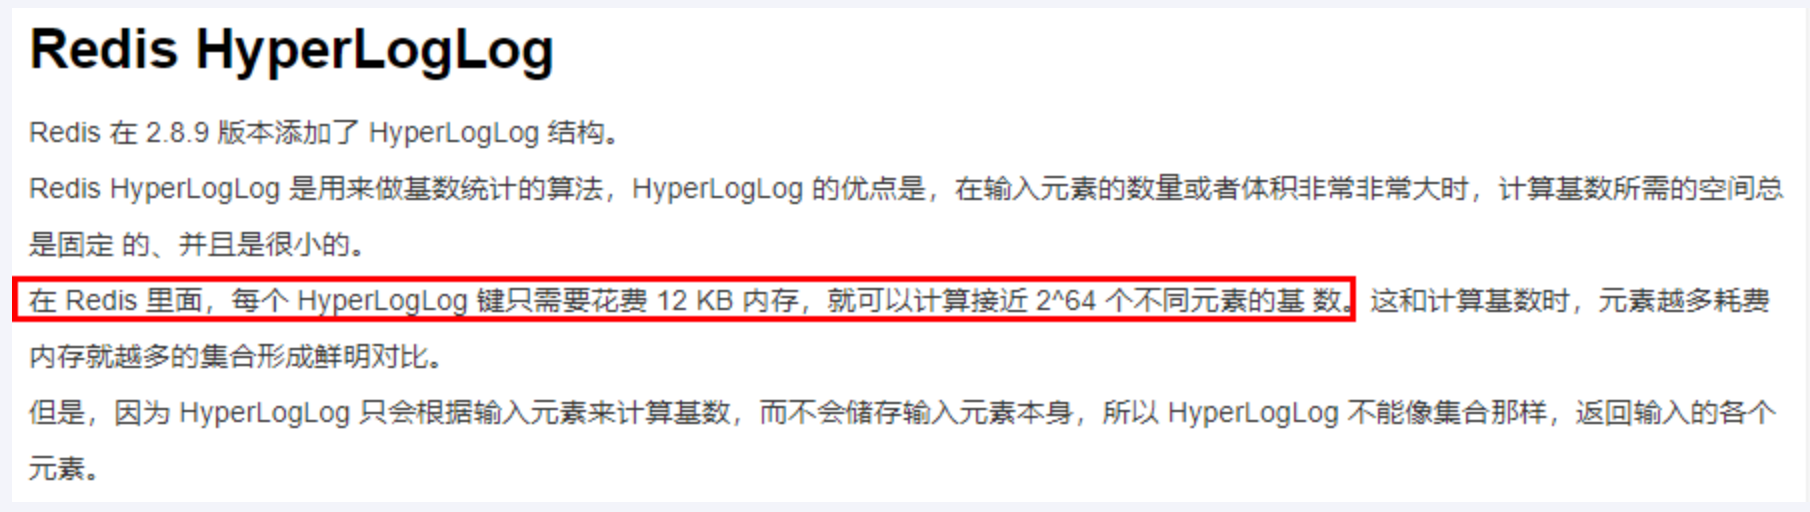 Redis HyperLogLog
Redis 在 2.8.9 版本添加了 HyperLogLog 结构。
Redis HyperLogLog 是用来做基数统计的算法，HyperLogLog 的优点是，在输入元素的数量或者体积非常非常大时，计算基数所需的空间总
是固定 的、并且是很小的。
在 Redis 里面，每个 HyperLogLog 键只需要花费 12 KB 内存，就可以计算接近 2^64 个不同元素的基 数。这和计算基数时，元素越多耗费
内存就越多的集合形成鲜明对比。
但是，因为 HyperLogLog 只会根据输入元素来计算基数，而不会储存输入元素本身，所以 HyperLogLog 不能像集合那样，返回输入的各个
元素。